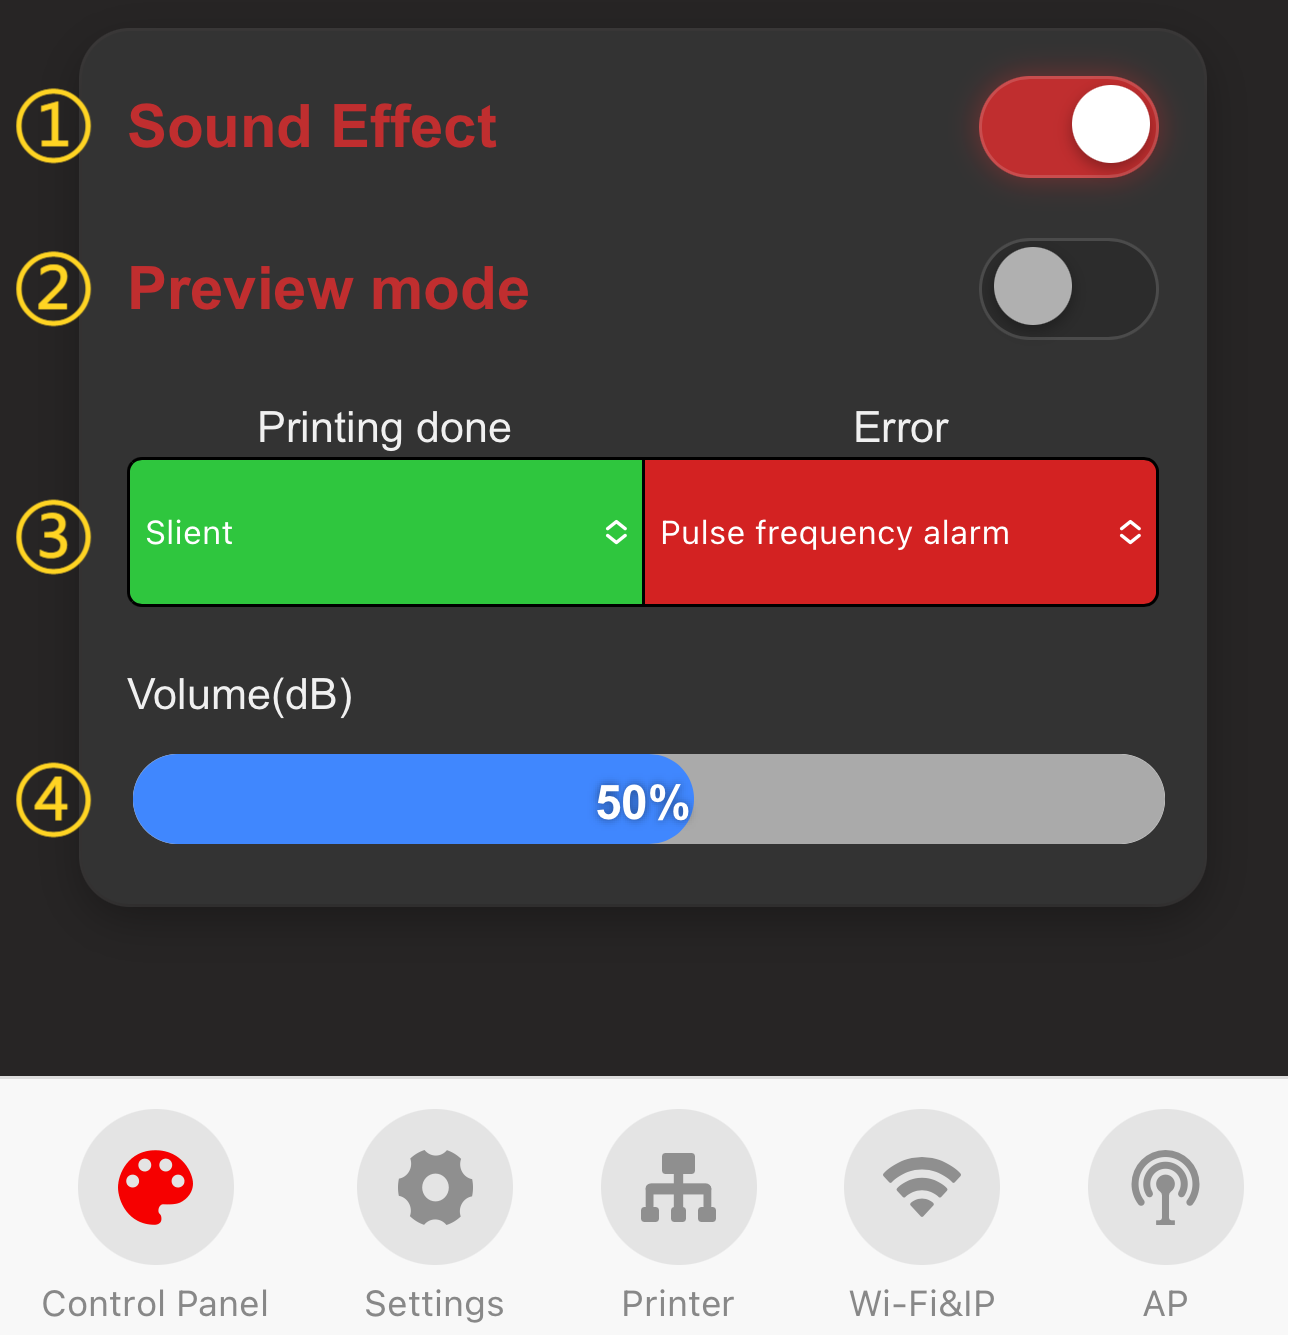 ① Sound Effect
② Preview mode
Printing done Error
③ Slient Pulse frequency alarm
Volume(dB)
④ 50%
Control Panel Settings Printer Wi-Fi&IP AP